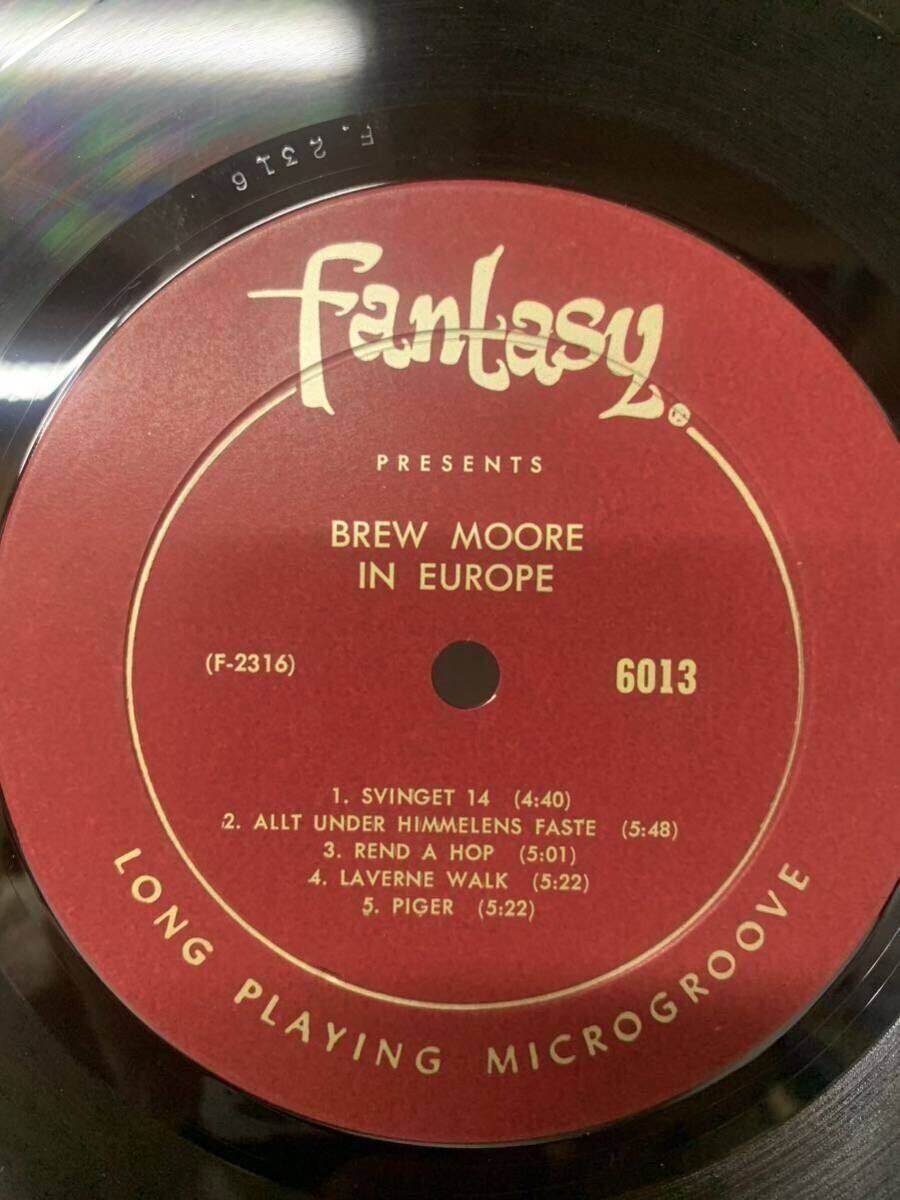 F. 2316
fantasy
PRESENTS
BREW MOORE
IN EUROPE
(F-2316)
6013
1. SVINGET 14 (4:40)
2. ALLT UNDER HIMMELENS FASTE (5:48)
3. REND A HOP (5:01)
4. LAVERNE WALK (5:22)
5. PIGER (5:22)
LONG PLAYING MICROGROOVE